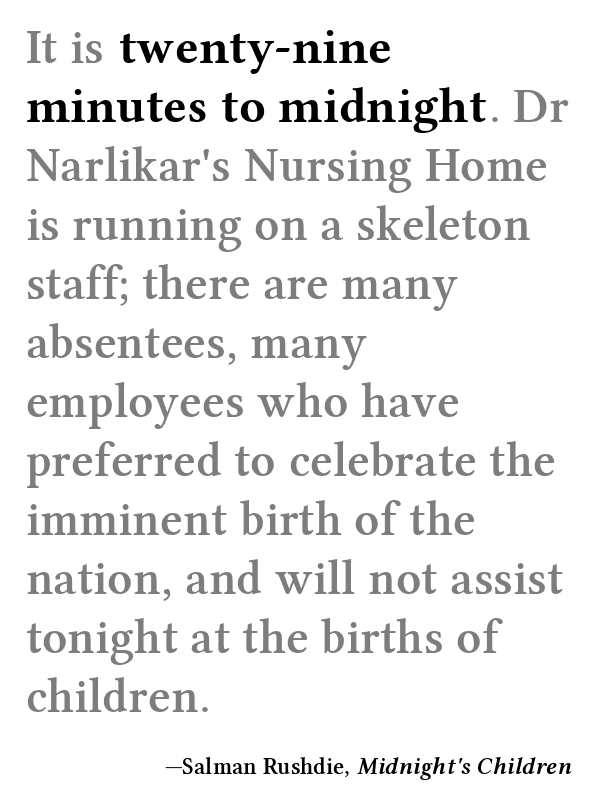 It is twenty-nine
minutes to midnight. Dr
Narlikar's Nursing Home
is running on a skeleton
staff; there are many
absentees, many
employees who have
preferred to celebrate the
imminent birth of the
nation, and will not assist
tonight at the births of
children.
—Salman Rushdie, Midnight's Children